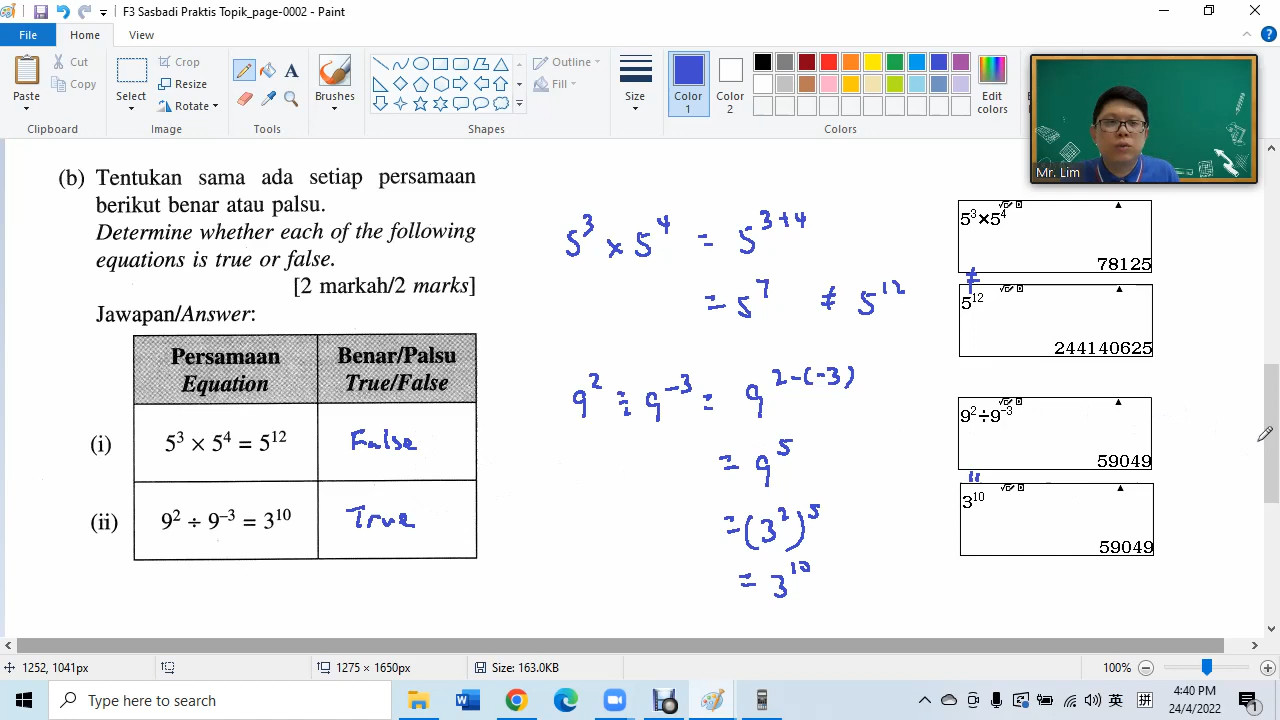 F3 Sasbadi Praktis Topik_page-0002 - Paint
File Home View
Paste Cut Copy Clipboard
Select Crop Resize Rotate Image
Tools
Brushes
Outline Fill Shapes
Size
Color 1 Color 2 Edit colors Colors
Mr. Lim
(b) Tentukan sama ada setiap persamaan
berikut benar atau palsu.
Determine whether each of the following
equations is true or false.
[2 markah/2 marks]
Jawapan/Answer:
Persamaan Benar/Palsu
Equation True/False
(i) 5³ × 5⁴ = 5¹² False
(ii) 9² ÷ 9⁻³ = 3¹⁰ True
5³ × 5⁴ = 5³⁺⁴
= 5⁷ ≠ 5¹²
9² ÷ 9⁻³ = 9²⁻⁽⁻³⁾
= 9⁵
= (3²)⁵
= 3¹⁰
5³×5⁴
78125
≠
5¹²
244140625
9²÷9⁻³
59049
=
3¹⁰
59049
1252, 1041px 1275 × 1650px Size: 163.0KB 100%
Type here to search
英 拼 4:40 PM
24/4/2022 1